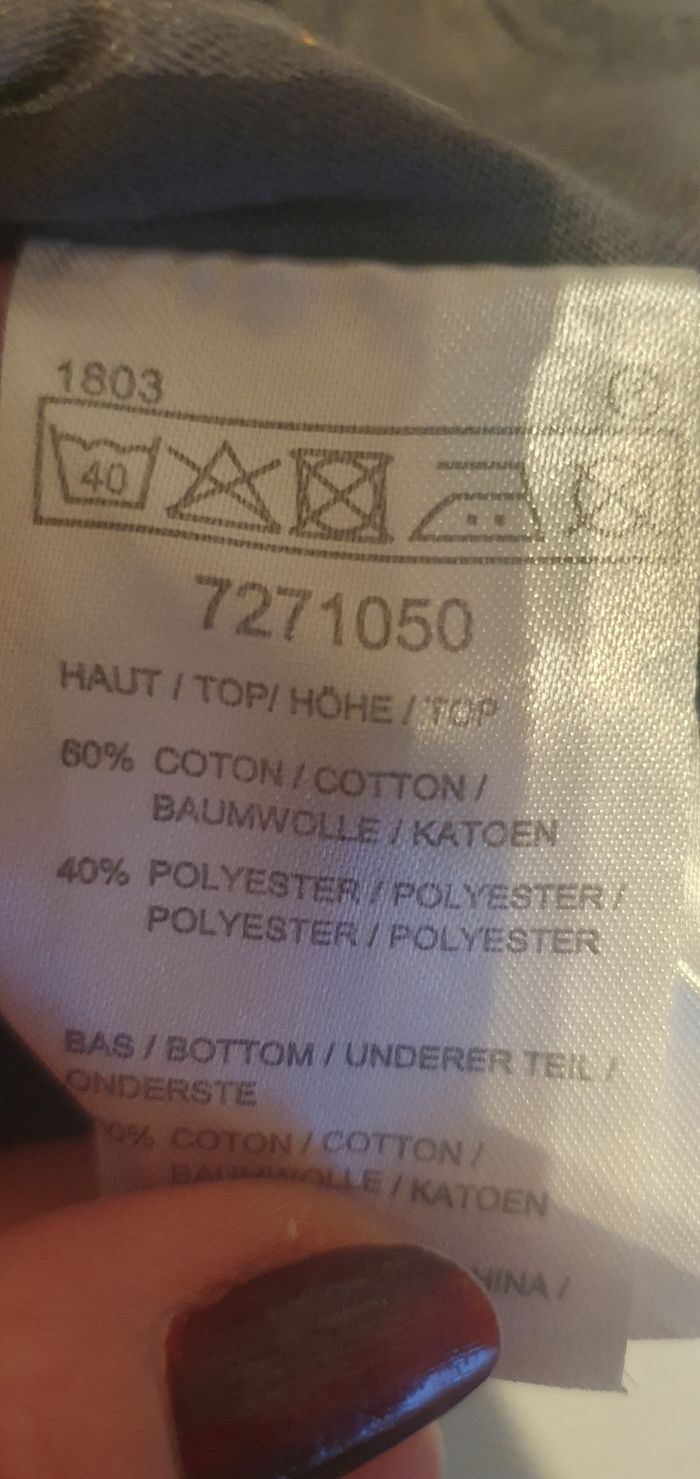 1803
40
7271050
HAUT / TOP/ HÖHE / TOP
60% COTON / COTTON /
BAUMWOLLE / KATOEN
40% POLYESTER / POLYESTER /
POLYESTER / POLYESTER
BAS / BOTTOM / UNDERER TEIL /
ONDERSTE
COTON / COTTON /
BAUMWOLLE / KATOEN